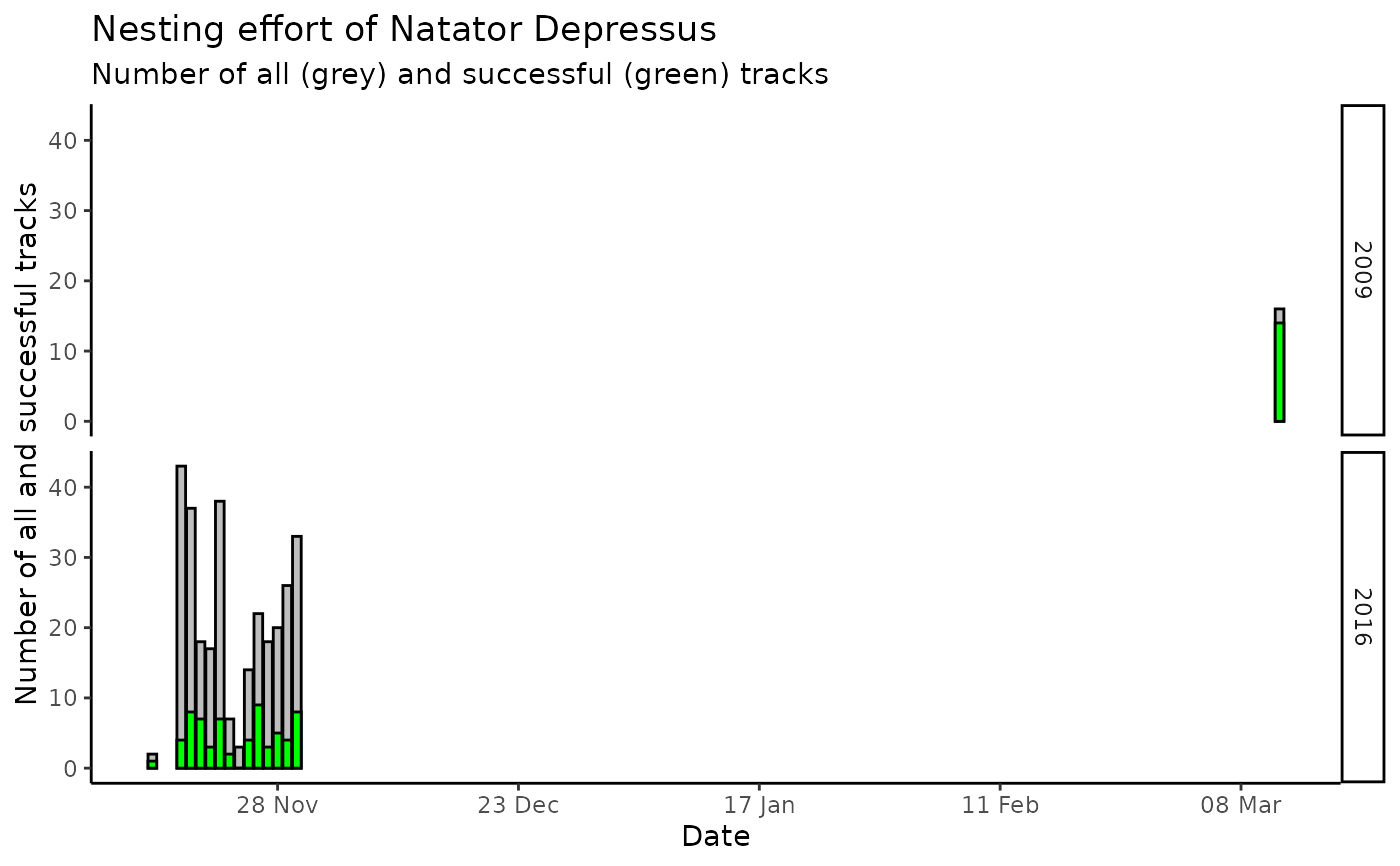 Nesting effort of Natator Depressus
Number of all (grey) and successful (green) tracks
Number of all and successful tracks
40
30
20
10
0
2009
40
30
20
10
0
2016
28 Nov
23 Dec
17 Jan
11 Feb
08 Mar
Date